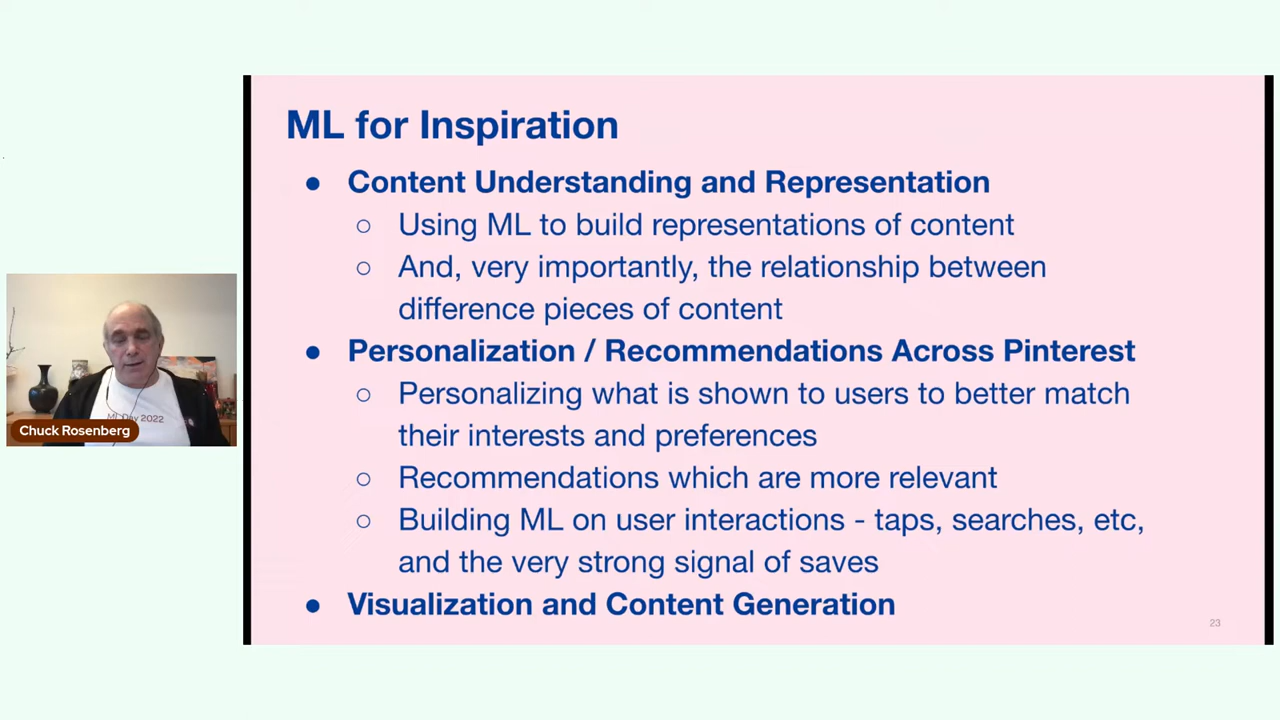 ML for Inspiration
● Content Understanding and Representation
○ Using ML to build representations of content
○ And, very importantly, the relationship between
difference pieces of content
● Personalization / Recommendations Across Pinterest
○ Personalizing what is shown to users to better match
their interests and preferences
○ Recommendations which are more relevant
○ Building ML on user interactions - taps, searches, etc,
and the very strong signal of saves
● Visualization and Content Generation
23
ML Day 2022
Chuck Rosenberg